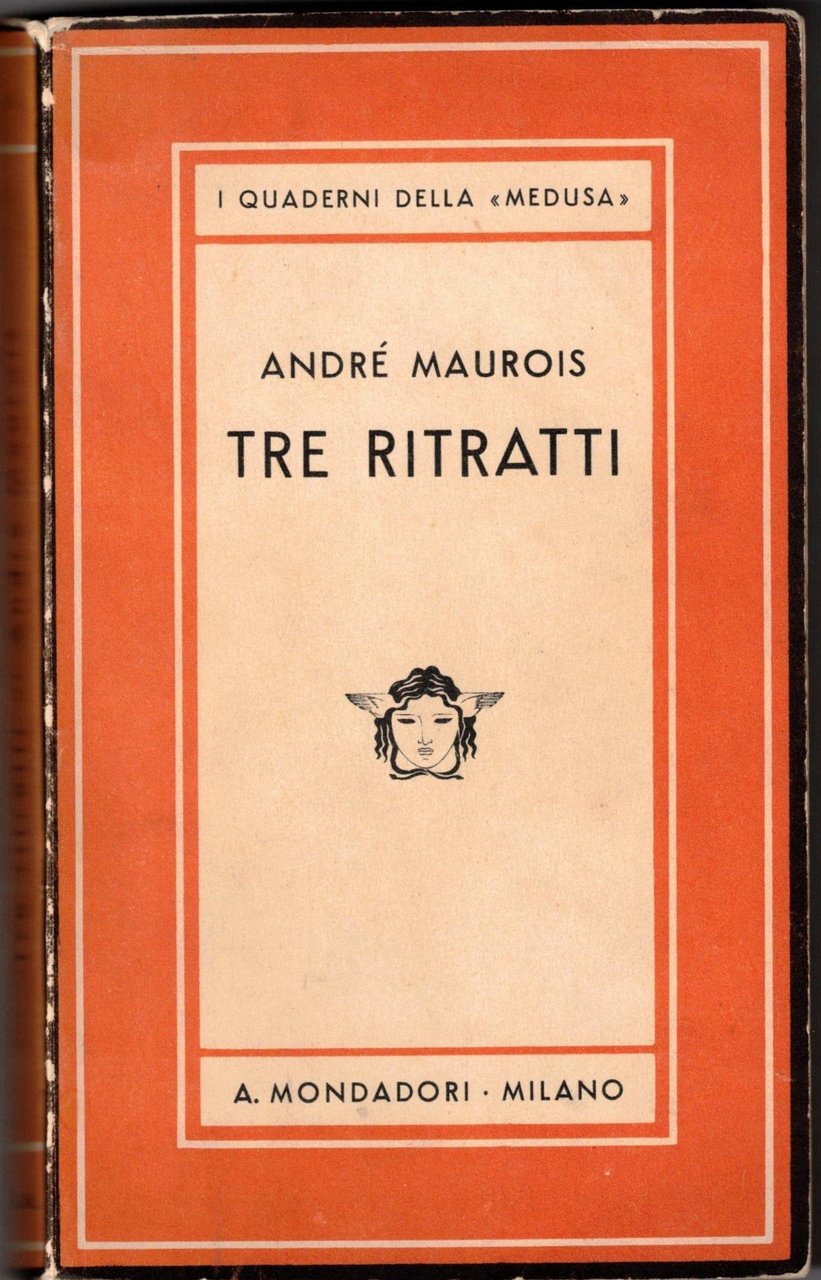 I QUADERNI DELLA «MEDUSA»
ANDRÉ MAUROIS
TRE RITRATTI
A. MONDADORI · MILANO